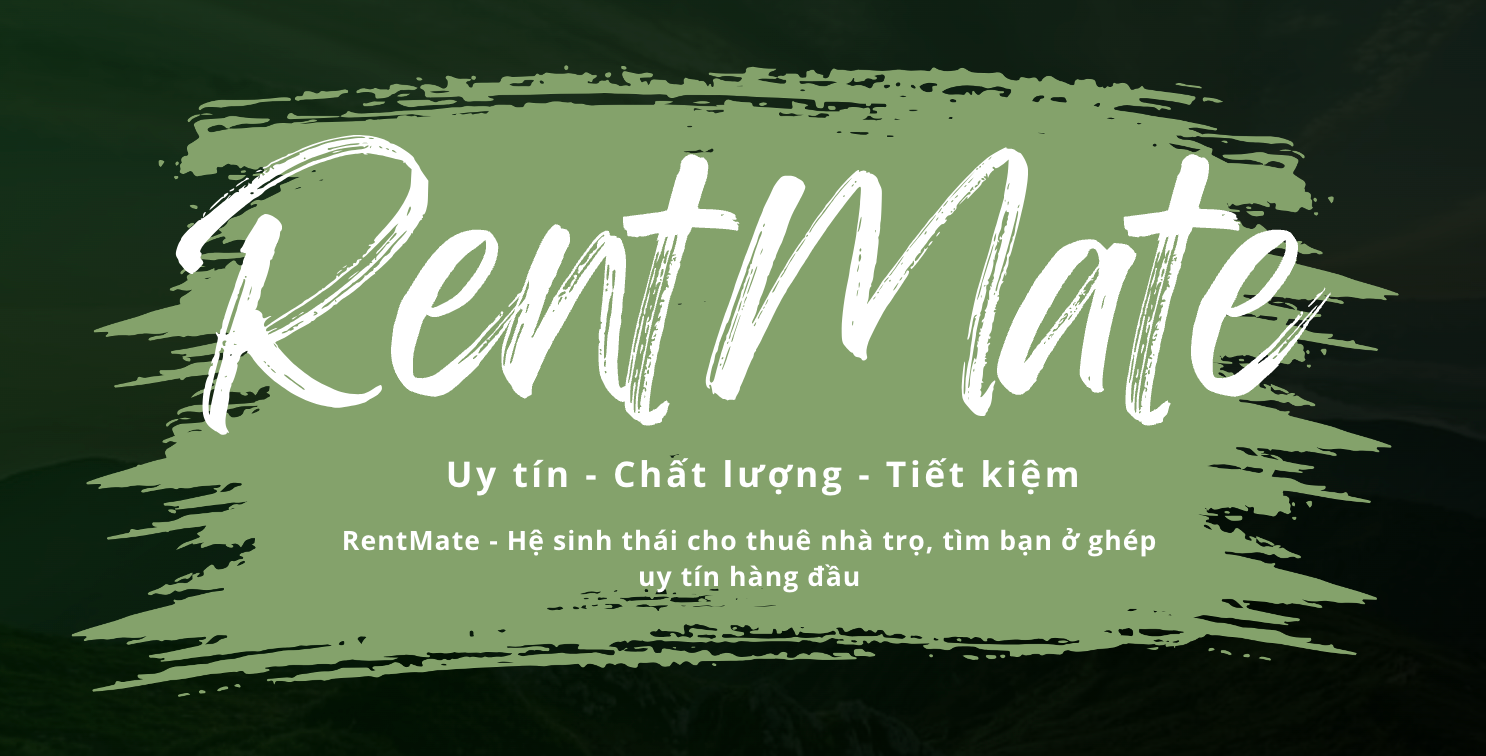 RentMate
Uy tín - Chất lượng - Tiết kiệm
RentMate - Hệ sinh thái cho thuê nhà trọ, tìm bạn ở ghép
uy tín hàng đầu